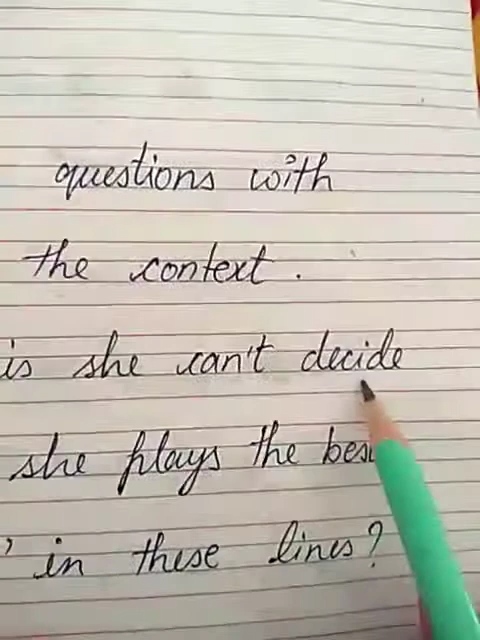 questions with
the context .
is she can't decide
she plays the
' in these lines?